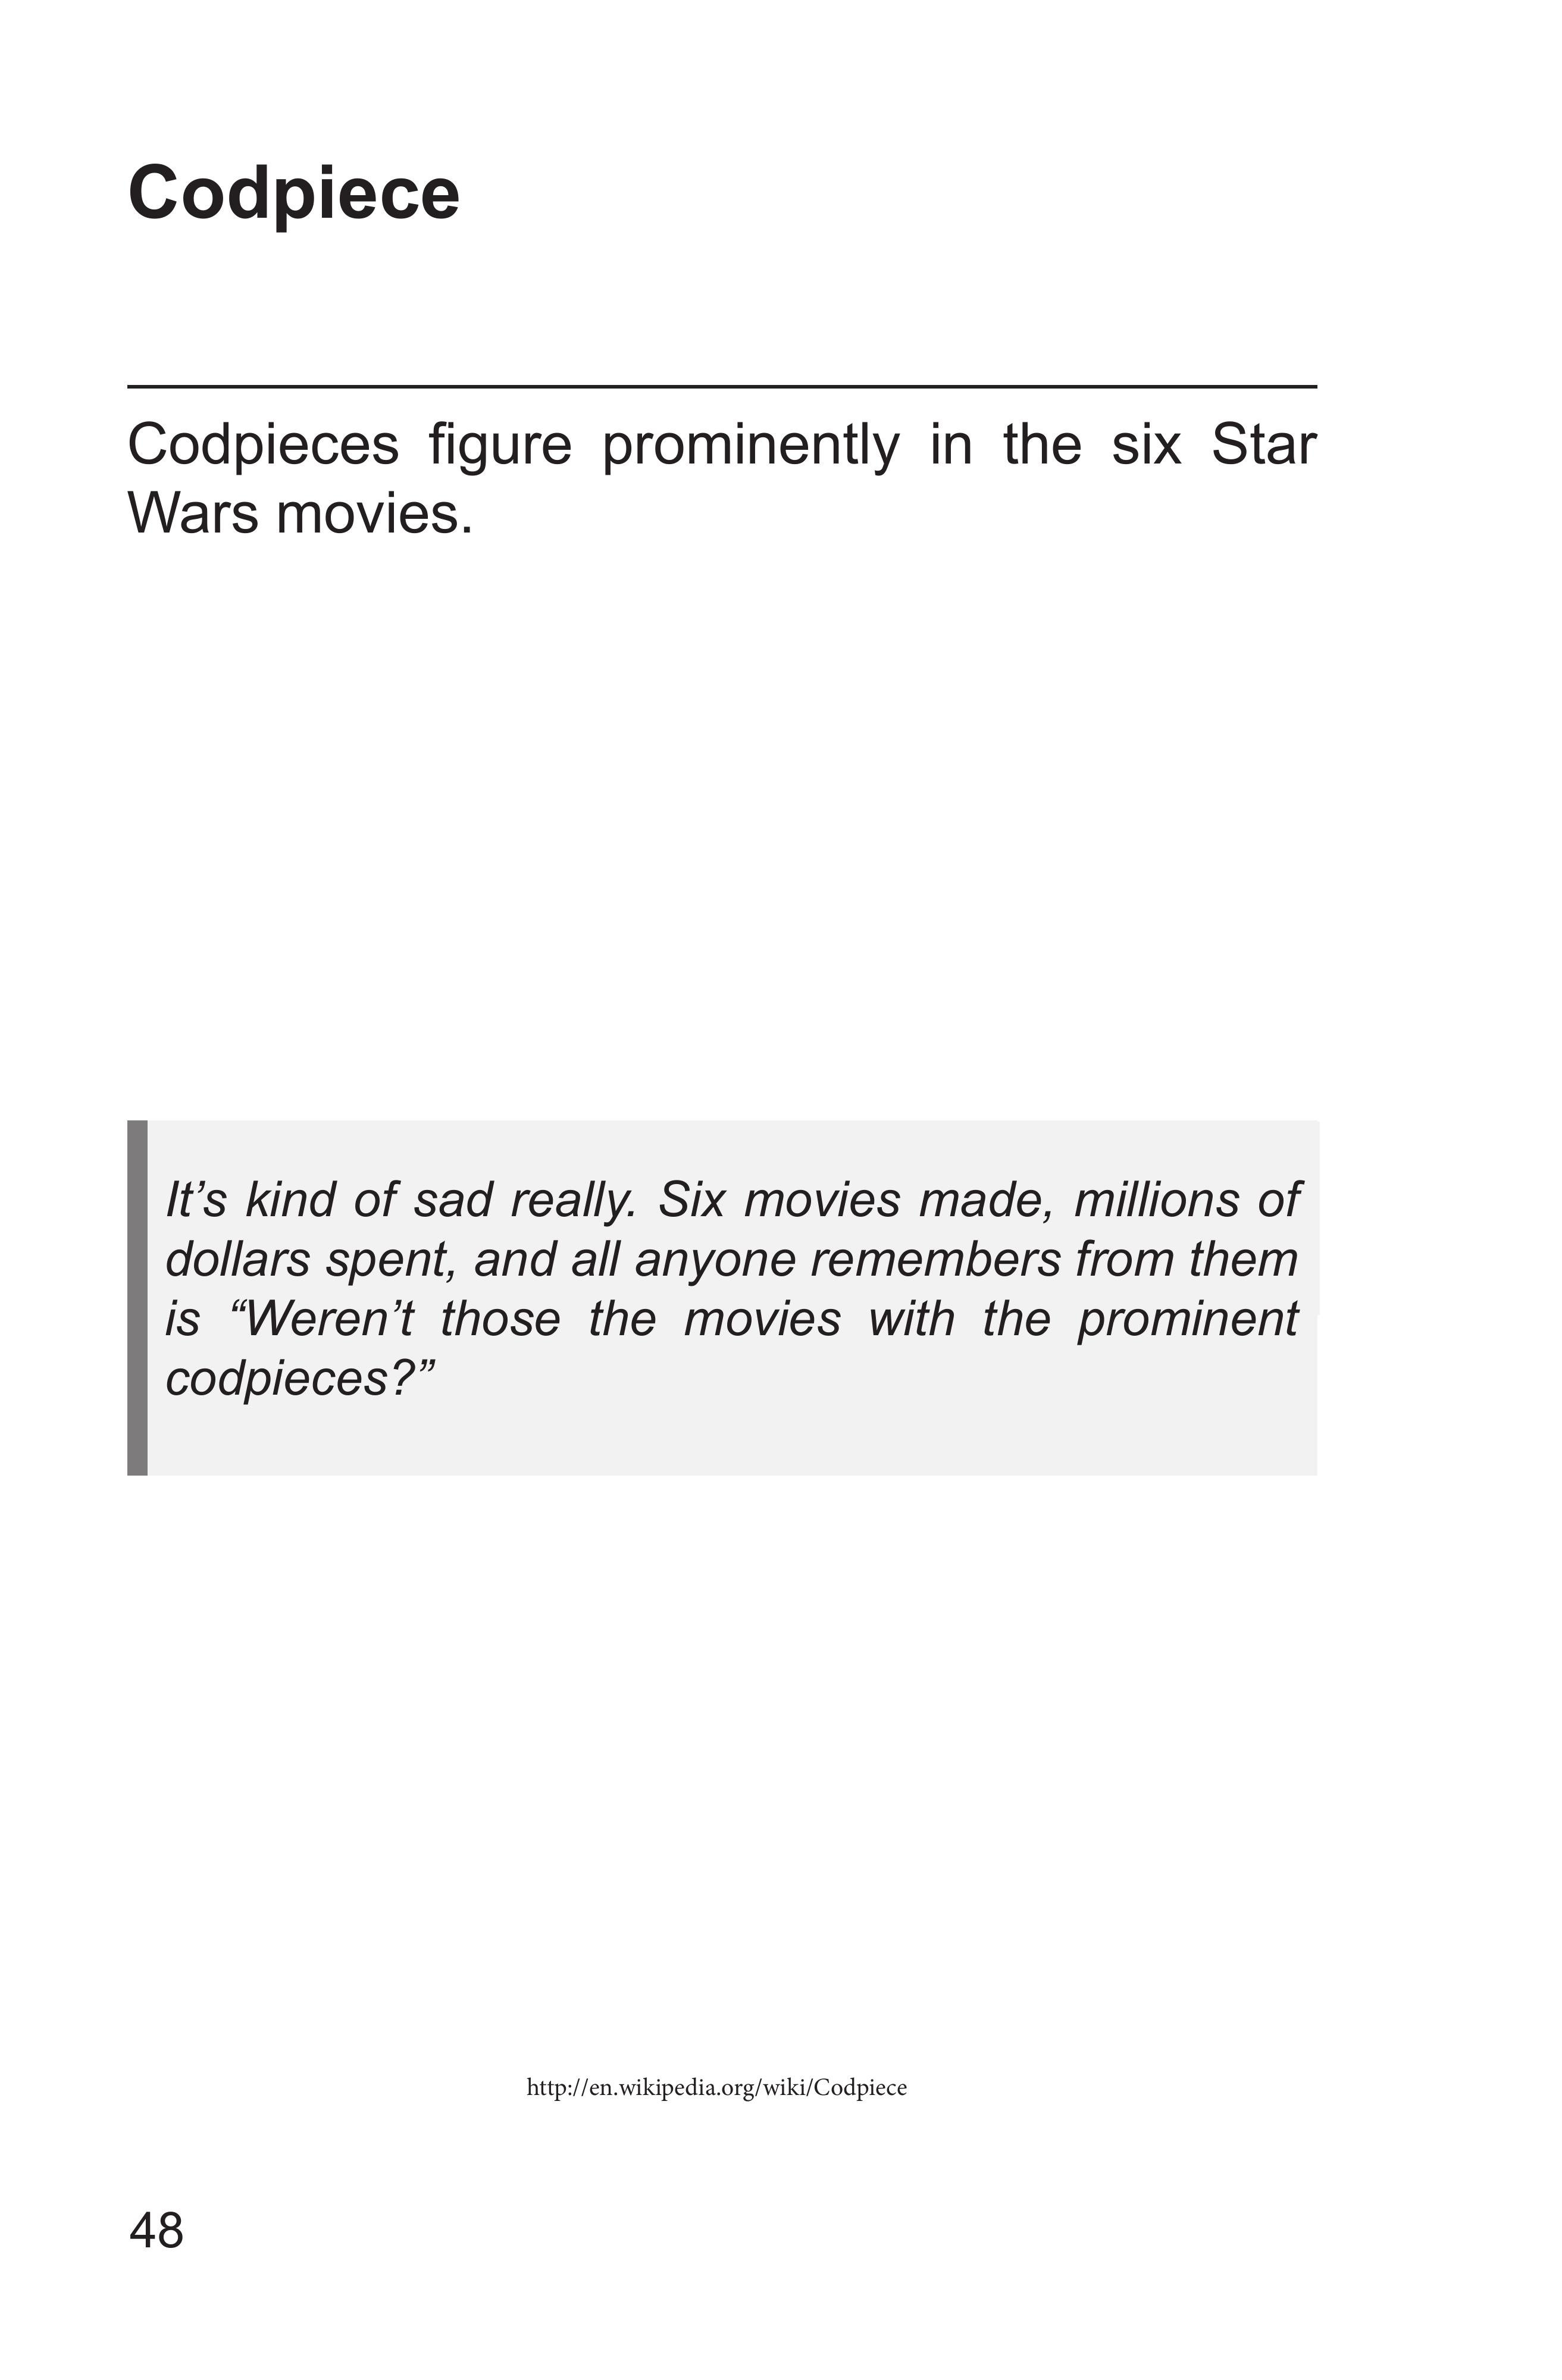 Codpiece
Codpieces figure prominently in the six Star
Wars movies.
It’s kind of sad really. Six movies made, millions of
dollars spent, and all anyone remembers from them
is “Weren’t those the movies with the prominent
codpieces?”
http://en.wikipedia.org/wiki/Codpiece
48